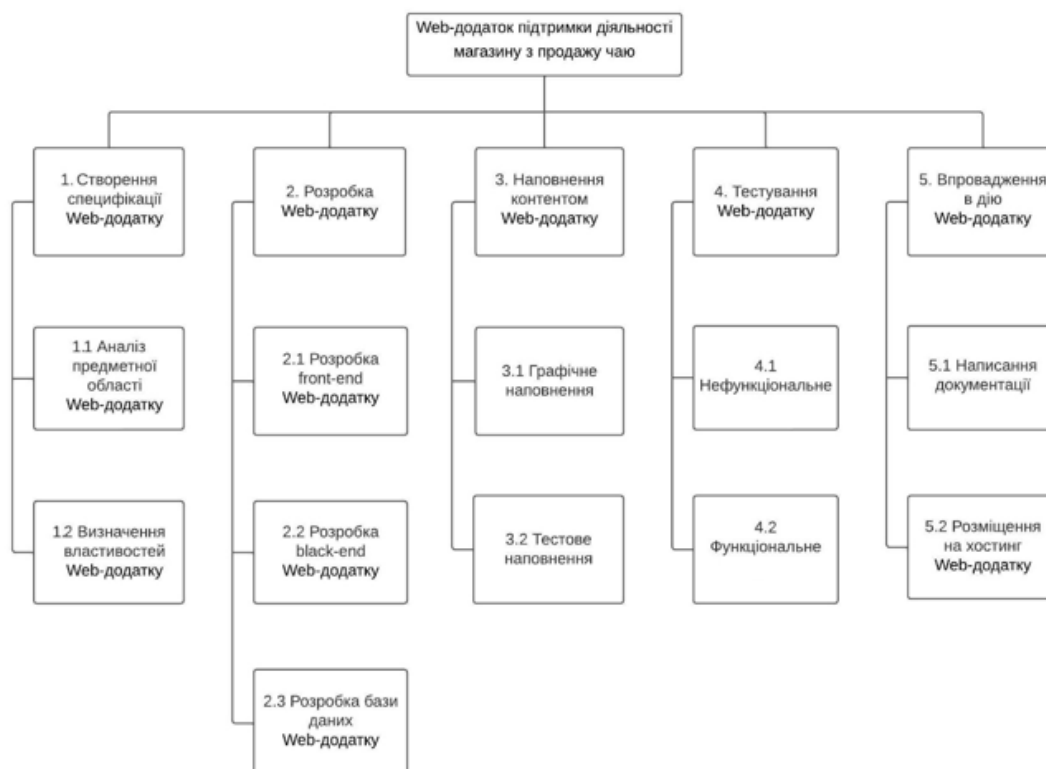 Web-додаток підтримки діяльності
магазину з продажу чаю
1. Створення
специфікації
Web-додатку
2. Розробка
Web-додатку
3. Наповнення
контентом
Web-додатку
4. Тестування
Web-додатку
5. Впровадження
в дію
Web-додатку
1.1 Аналіз
предметної
області
Web-додатку
2.1 Розробка
front-end
Web-додатку
3.1 Графічне
наповнення
4.1
Нефункціональне
5.1 Написання
документації
1.2 Визначення
властивостей
Web-додатку
2.2 Розробка
black-end
Web-додатку
3.2 Тестове
наповнення
4.2
Функціональне
5.2 Розміщення
на хостинг
Web-додатку
2.3 Розробка бази
даних
Web-додатку